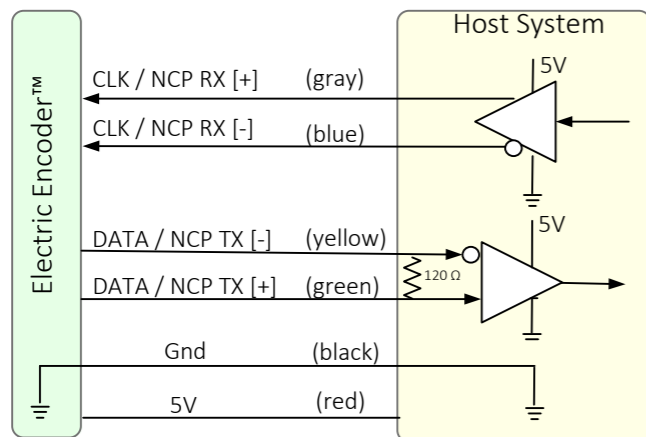 Host System
5V
CLK / NCP RX [+] (gray)
CLK / NCP RX [-] (blue)
Electric Encoder™
5V
DATA / NCP TX [-] (yellow)
120 Ω
DATA / NCP TX [+] (green)
Gnd (black)
5V (red)